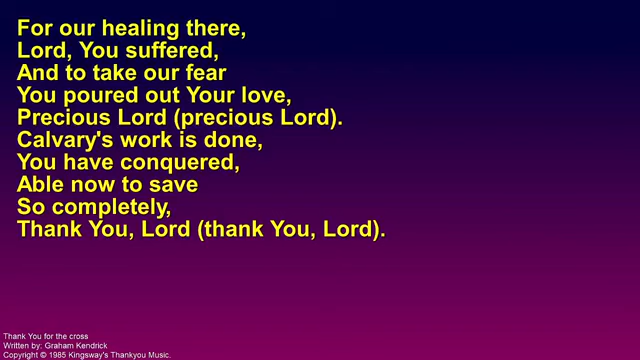 For our healing there,
Lord, You suffered,
And to take our fear
You poured out Your love,
Precious Lord (precious Lord).
Calvary's work is done,
You have conquered,
Able now to save
So completely,
Thank You, Lord (thank You, Lord).
Thank You for the cross
Written by: Graham Kendrick
Copyright © 1985 Kingsway's Thankyou Music.